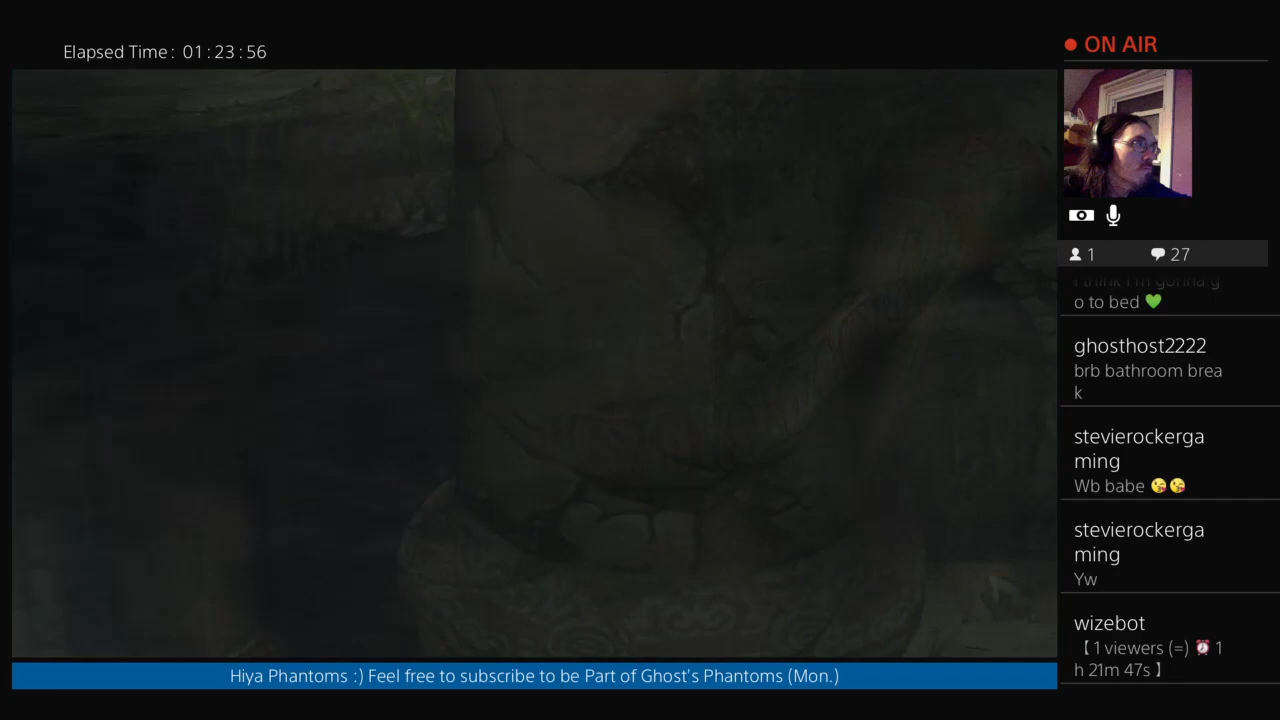 Elapsed Time: 01:23:56
ON AIR
1 27
I think I'm gonna g
o to bed 💚
ghosthost2222
brb bathroom brea
k
stevierockerga
ming
Wb babe 😘😘
stevierockerga
ming
Yw
wizebot
【1 viewers (=) ⏰ 1
h 21m 47s】
Hiya Phantoms :) Feel free to subscribe to be Part of Ghost's Phantoms (Mon.)